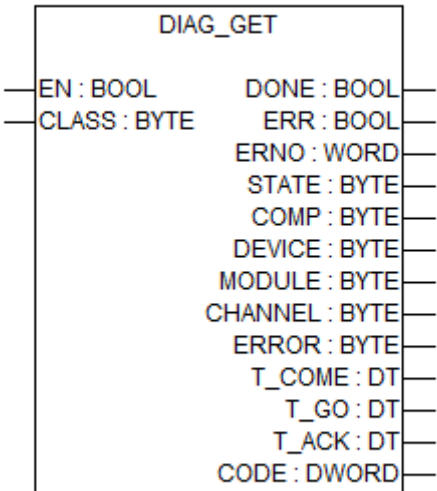 DIAG_GET
EN : BOOL DONE : BOOL
CLASS : BYTE ERR : BOOL
ERNO : WORD
STATE : BYTE
COMP : BYTE
DEVICE : BYTE
MODULE : BYTE
CHANNEL : BYTE
ERROR : BYTE
T_COME : DT
T_GO : DT
T_ACK : DT
CODE : DWORD